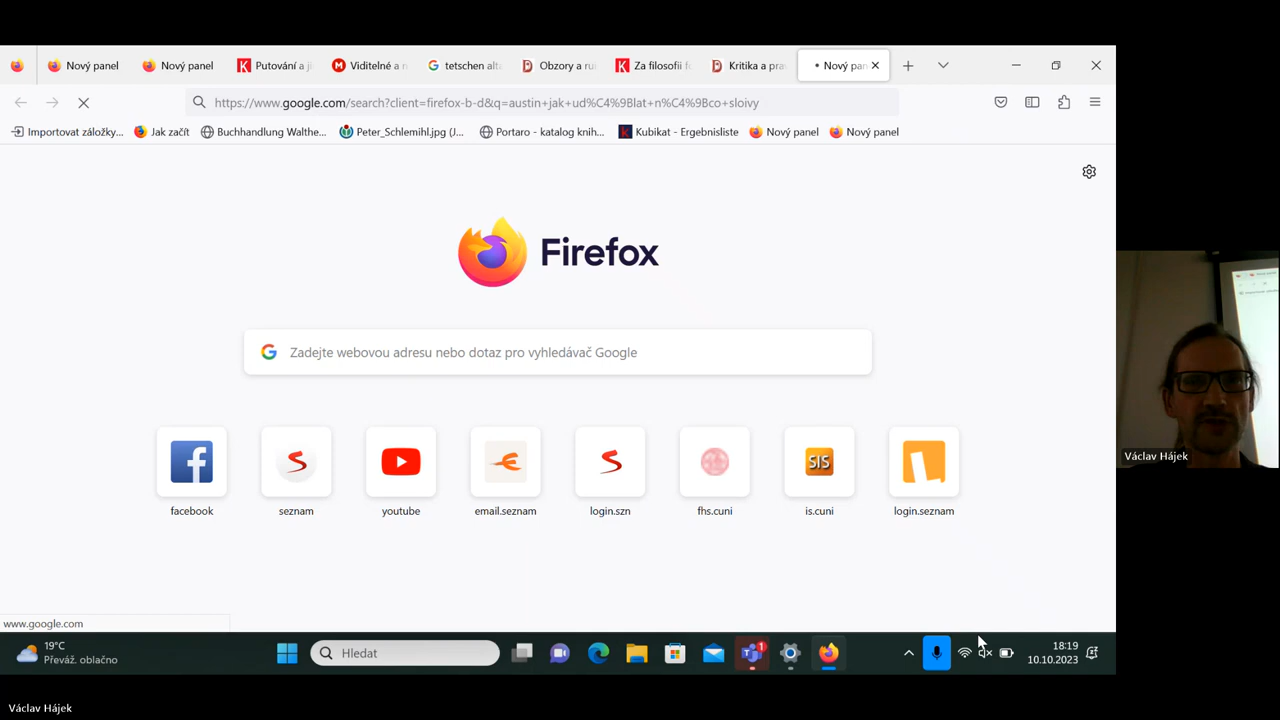 Nový panel
Nový panel
Putování a ji
Viditelné a n
tetschen alta
Obzory a ru
Za filosofii fo
Kritika a pra
Nový pan
https://www.google.com/search?client=firefox-b-d&q=austin+jak+ud%C4%9Blat+n%C4%9Bco+sloivy
Importovat záložky...
Jak začít
Buchhandlung Walthe...
Peter_Schlemihl.jpg (J...
Portaro - katalog knih...
Kubikat - Ergebnisliste
Nový panel
Nový panel
Firefox
Zadejte webovou adresu nebo dotaz pro vyhledávač Google
SIS
facebook
seznam
youtube
email.seznam
login.szn
fhs.cuni
is.cuni
login.seznam
Václav Hájek
www.google.com
19°C
Převáž. oblačno
Hledat
1
18:19
10.10.2023
Václav Hájek